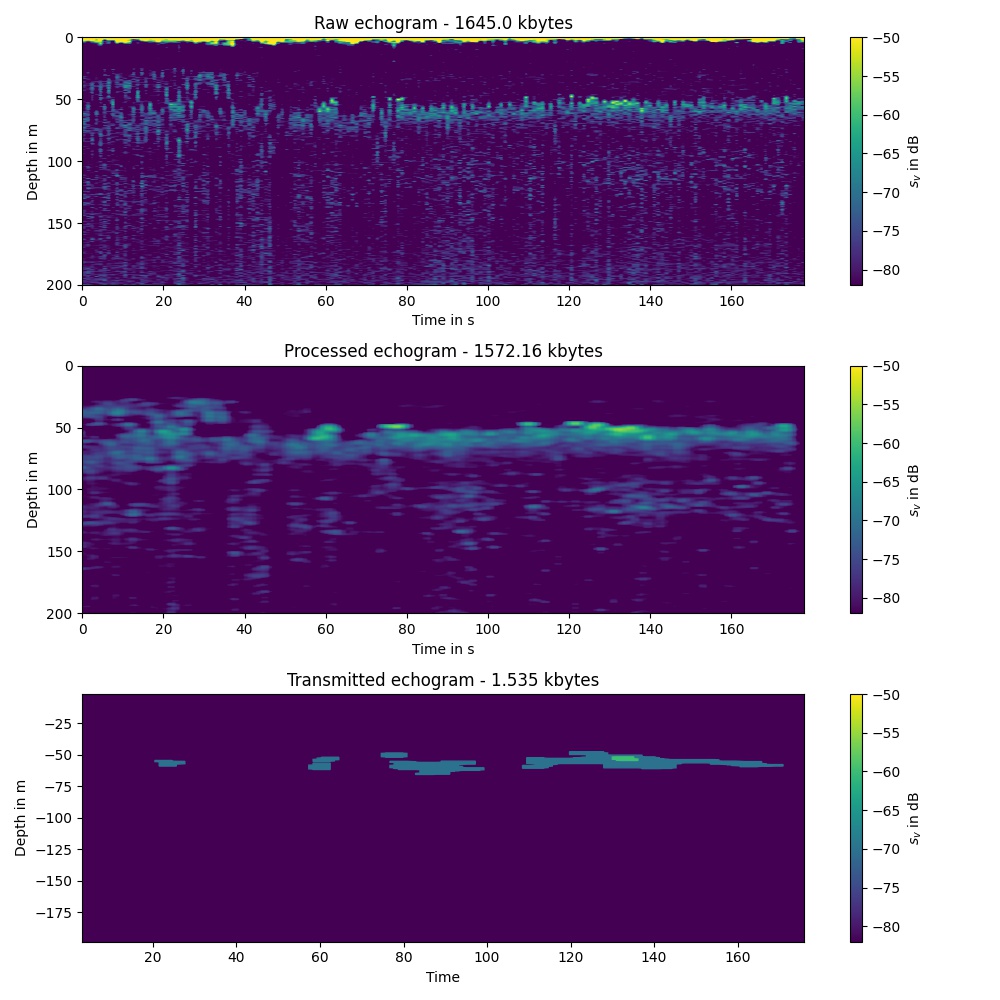 Raw echogram - 1645.0 kbytes
0
50
100
150
200
Depth in m
0 20 40 60 80 100 120 140 160
Time in s
−50
−55
−60
−65
−70
−75
−80
sv in dB
Processed echogram - 1572.16 kbytes
0
50
100
150
200
Depth in m
0 20 40 60 80 100 120 140 160
Time in s
−50
−55
−60
−65
−70
−75
−80
sv in dB
Transmitted echogram - 1.535 kbytes
−25
−50
−75
−100
−125
−150
−175
Depth in m
20 40 60 80 100 120 140 160
Time
−50
−55
−60
−65
−70
−75
−80
sv in dB